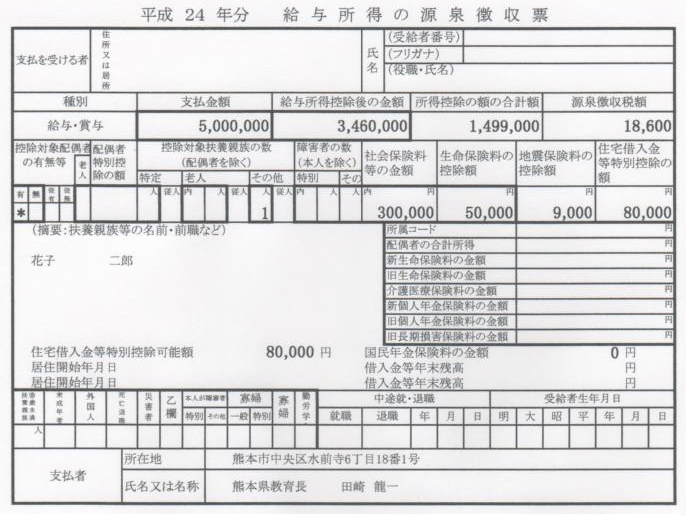 平成 24 年分 給与所得の源泉徴収票
支払を受ける者 住所又は居所 氏名 (受給者番号)
(フリガナ)
(役職・氏名)
種別 支払金額 給与所得控除後の金額 所得控除の額の合計額 源泉徴収税額
給与・賞与 5,000,000 3,460,000 1,499,000 18,600
控除対象配偶者の有無等 老人 配偶者特別控除の額 控除対象扶養親族の数(配偶者を除く) 障害者の数(本人を除く) 社会保険料等の金額 生命保険料の控除額 地震保険料の控除額 住宅借入金等特別控除の額
特定 老人 その他 特別 その
有 無 従有 従無 人 従人 内 人 従人 人 従人 内 人 人 内 円 円 円 円
* 1 300,000 50,000 9,000 80,000
(摘要:扶養親族等の名前・前職など) 所属コード 円
花子 二郎 配偶者の合計所得 円
新生命保険料の金額 円
旧生命保険料の金額 円
介護医療保険料の金額 円
新個人年金保険料の金額 円
旧個人年金保険料の金額 円
旧長期損害保険料の金額 円
住宅借入金等特別控除可能額 80,000 円 国民年金保険料の金額 0 円
居住開始年月日 借入金等年末残高 円
居住開始年月日 借入金等年末残高 円
未成年者 外国人 死亡退職 災害者 乙欄 本人が障害者 寡婦 寡婦 勤労学 中途就・退職 受給者生年月日
特別 その他 一般 特別 就職 退職 年 月 日 明 大 昭 平 年 月 日
人
支払者 所在地 熊本市中央区水前寺6丁目18番1号
氏名又は名称 熊本県教育長 田崎 龍一